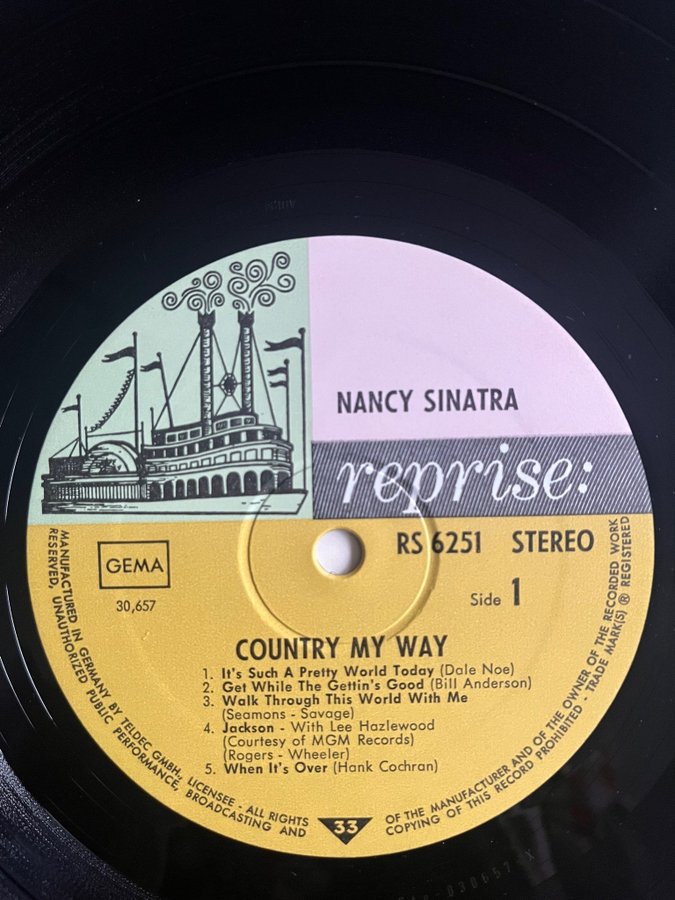 NANCY SINATRA
reprise:
RS 6251 STEREO
GEMA
30,657
Side 1
COUNTRY MY WAY
1. It's Such A Pretty World Today (Dale Noe)
2. Get While The Gettin's Good (Bill Anderson)
3. Walk Through This World With Me
(Seamons - Savage)
4. Jackson - With Lee Hazlewood
(Courtesy of MGM Records)
(Rogers - Wheeler)
5. When It's Over (Hank Cochran)
33
MANUFACTURED IN GERMANY BY TELDEC GMBH, LICENSEE - ALL RIGHTS OF THE MANUFACTURER AND OF THE OWNER OF THE RECORDED WORK
RESERVED, UNAUTHORIZED PUBLIC PERFORMANCE, BROADCASTING AND COPYING OF THIS RECORD PROHIBITED - TRADE MARK(S) ® REGISTERED